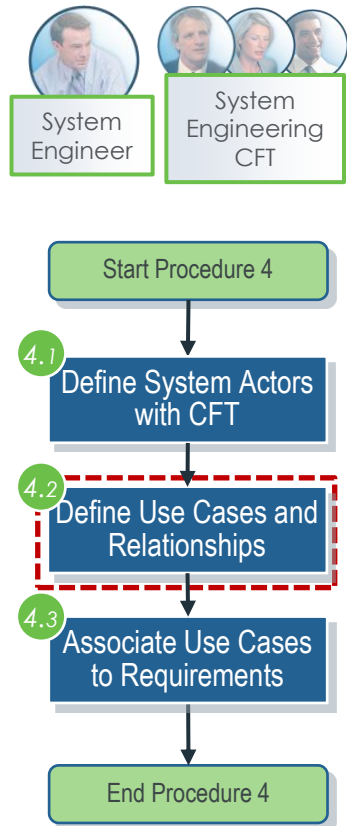 System
Engineer
System
Engineering
CFT
Start Procedure 4
4.1
Define System Actors
with CFT
4.2
Define Use Cases and
Relationships
4.3
Associate Use Cases
to Requirements
End Procedure 4